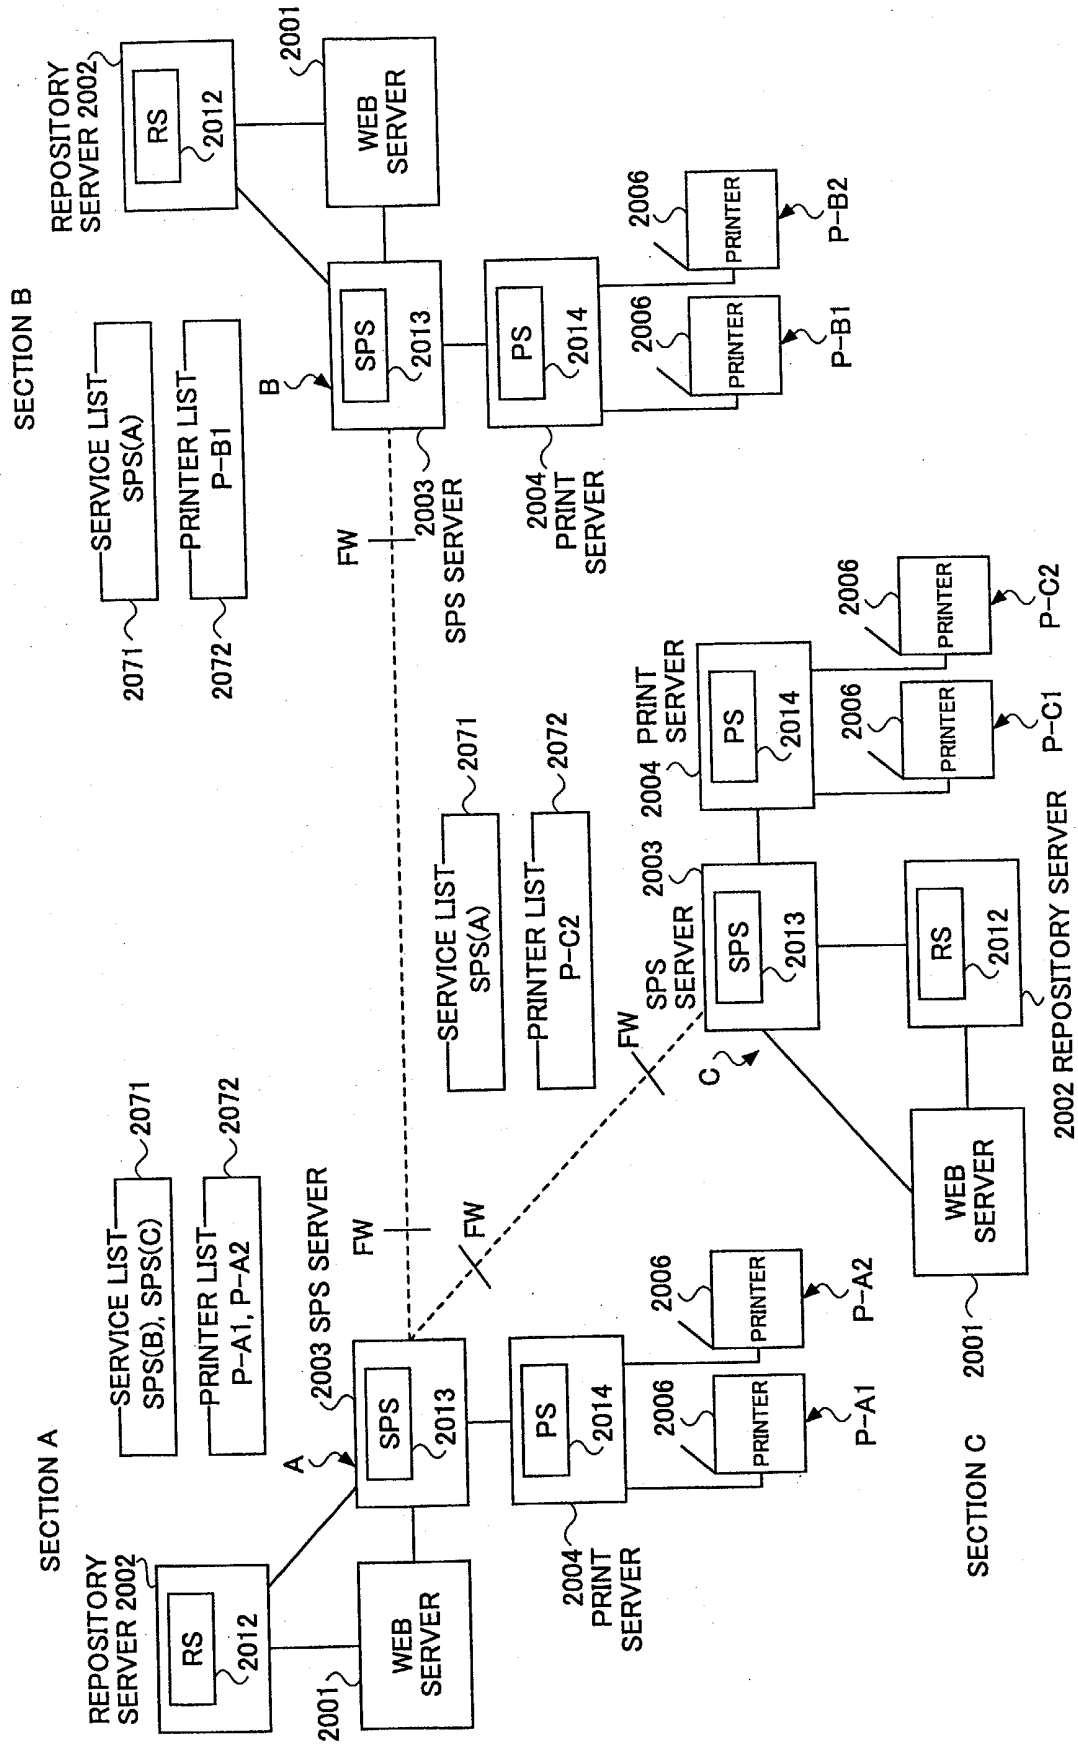 SECTION A
REPOSITORY
SERVER 2002
RS
2012
2001
WEB
SERVER
SERVICE LIST
SPS(B), SPS(C)
2071
PRINTER LIST
P-A1, P-A2
2072
A
2003 SPS SERVER
SPS
2013
PS
2014
2004
PRINT
SERVER
2006
PRINTER
P-A1
2006
PRINTER
P-A2
FW
FW
FW
FW
SECTION B
2071
SERVICE LIST
SPS(A)
2072
PRINTER LIST
P-B1
REPOSITORY
SERVER 2002
RS
2012
2001
WEB
SERVER
B
SPS
2013
2003
SPS SERVER
PS
2014
2004
PRINT
SERVER
2006
PRINTER
P-B1
2006
PRINTER
P-B2
SERVICE LIST
SPS(A)
2071
PRINTER LIST
P-C2
2072
SECTION C
C
SPS
SERVER
2003
SPS
2013
2004 PRINT
SERVER
PS
2014
2006
PRINTER
P-C1
2006
PRINTER
P-C2
RS
2012
2002 REPOSITORY SERVER
WEB
SERVER
2001